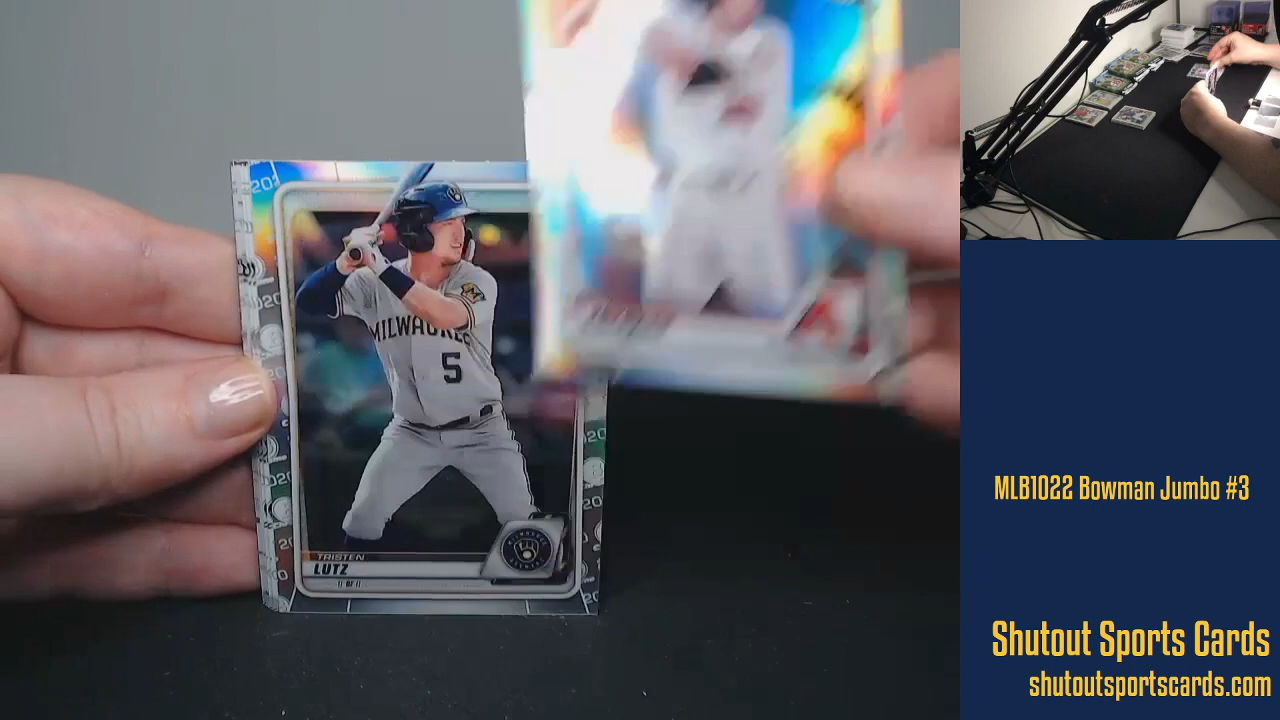 MILWAUKEE
5
TRISTEN
LUTZ
MLB1022 Bowman Jumbo #3
Shutout Sports Cards
shutoutsportscards.com